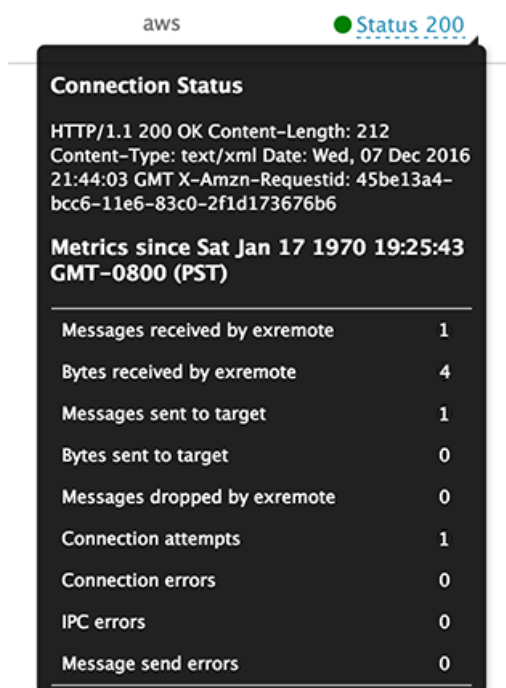 aws Status 200
Connection Status
HTTP/1.1 200 OK Content-Length: 212
Content-Type: text/xml Date: Wed, 07 Dec 2016
21:44:03 GMT X-Amzn-Requestid: 45be13a4-
bcc6-11e6-83c0-2f1d173676b6
Metrics since Sat Jan 17 1970 19:25:43
GMT-0800 (PST)
Messages received by exremote 1
Bytes received by exremote 4
Messages sent to target 1
Bytes sent to target 0
Messages dropped by exremote 0
Connection attempts 1
Connection errors 0
IPC errors 0
Message send errors 0